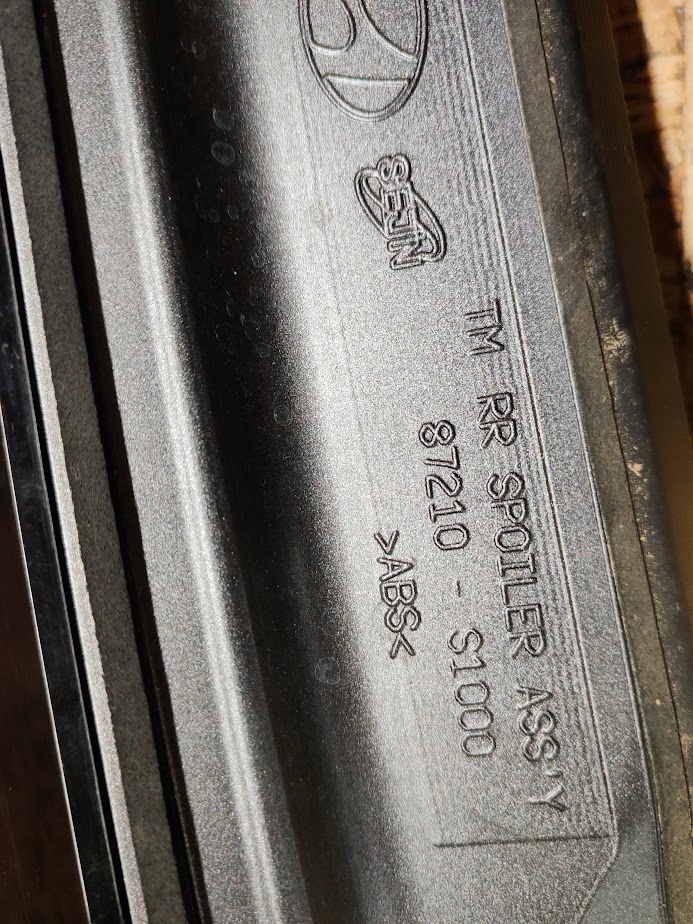 SEJIN
TM RR SPOILER ASS'Y
87210 - S1000
>ABS<